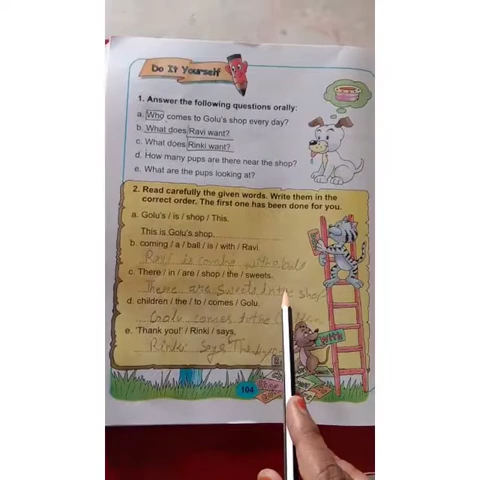 Do It Yourself
1. Answer the following questions orally:
a. Who comes to Golu's shop every day?
b. What does Ravi want?
c. What does Rinki want?
d. How many pups are there near the shop?
e. What are the pups looking at?
2. Read carefully the given words. Write them in the
correct order. The first one has been done for you.
a. Golu's / is / shop / This.
This is Golu's shop.
b. coming / a / ball / is / with / Ravi.
Ravi is with a ball
c. There / in / are / shop / the / sweets.
There are sweets in the shop
d. children / the / to / comes / Golu.
Golu comes to the
e. 'Thank you!' / Rinki / says.
Rinki says
104